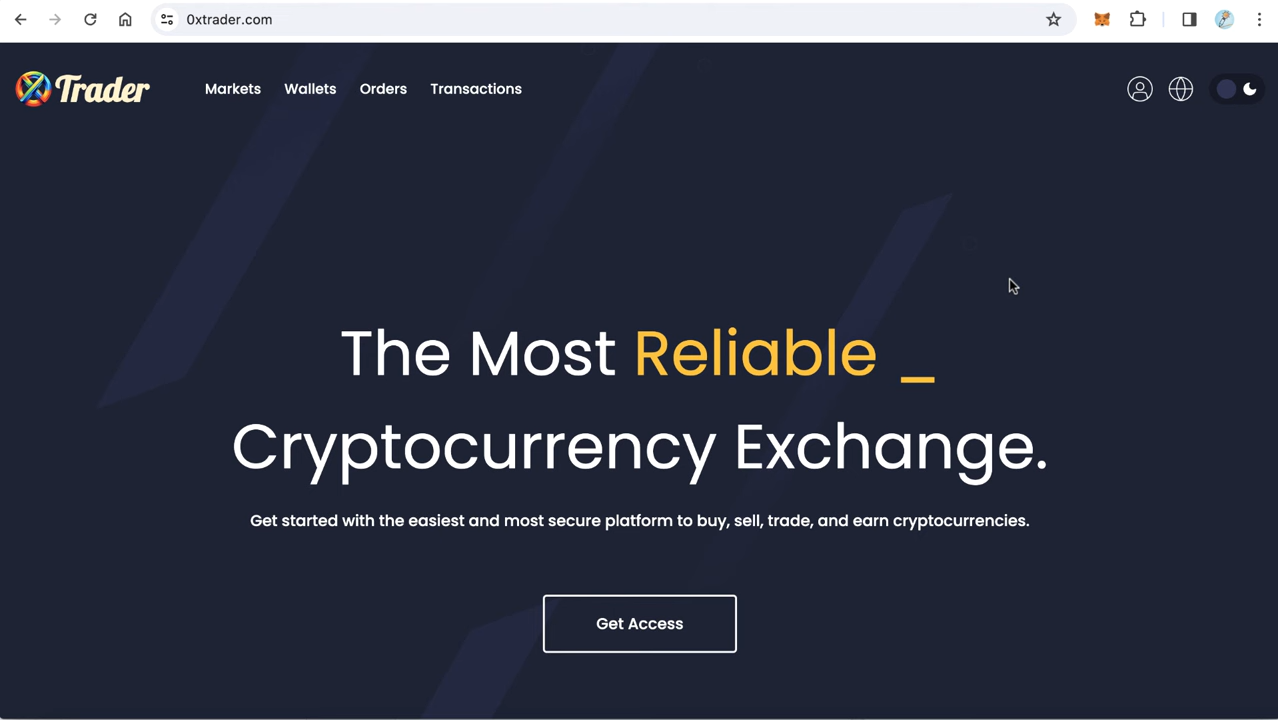 0xtrader.com
Trader
Markets Wallets Orders Transactions
The Most Reliable _
Cryptocurrency Exchange.
Get started with the easiest and most secure platform to buy, sell, trade, and earn cryptocurrencies.
Get Access